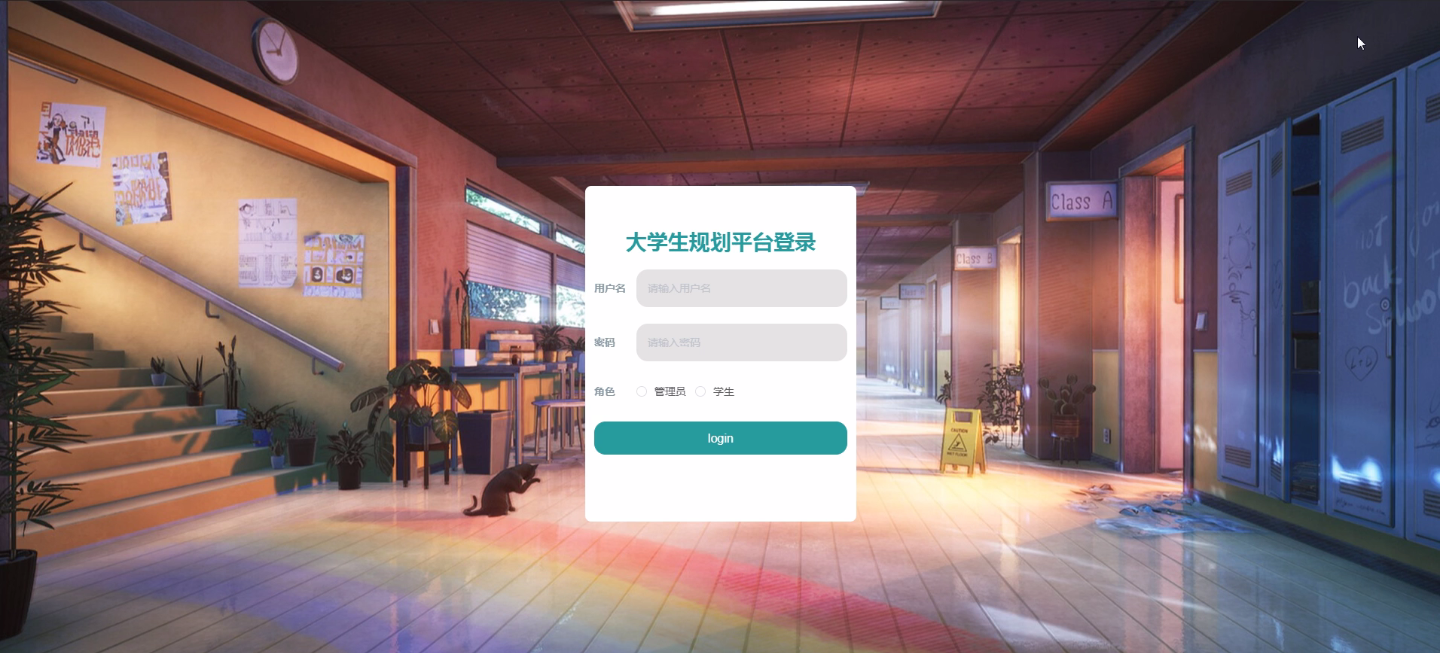 Class A
Class B
大学生规划平台登录
用户名 请输入用户名
密码 请输入密码
角色 管理员 学生
login
CAUTION